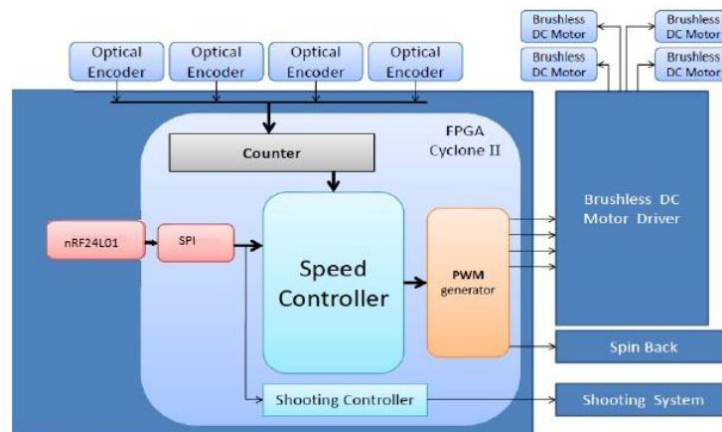 Brushless
DC Motor
Brushless
DC Motor
Optical
Encoder
Optical
Encoder
Optical
Encoder
Optical
Encoder
Brushless
DC Motor
Brushless
DC Motor
FPGA
Cyclone II
Counter
Brushless DC
Motor Driver
nRF24L01
SPI
Speed
Controller
PWM
generator
Spin Back
Shooting Controller
Shooting System